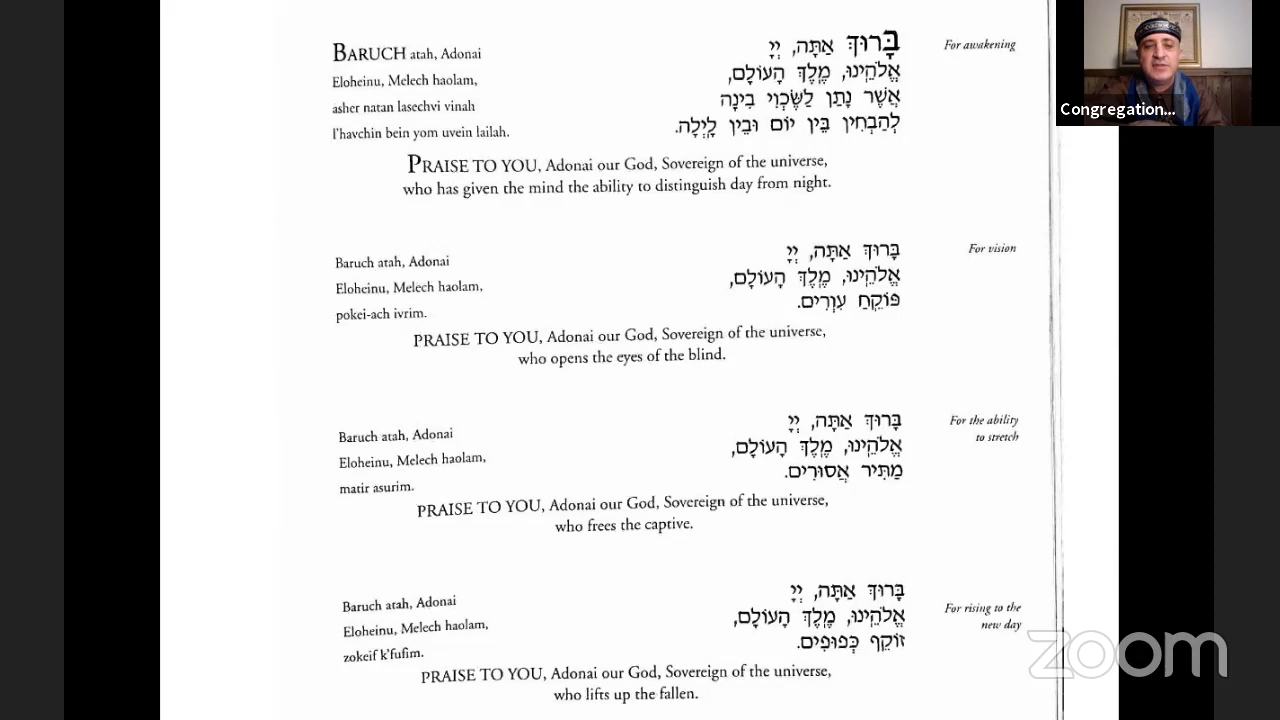 BARUCH atah, Adonai
Eloheinu, Melech haolam,
asher natan lasechvi vinah
l'havchin bein yom uvein lailah.
בָּרוּךְ אַתָּה, יְיָ
אֱלֹהֵינוּ, מֶלֶךְ הָעוֹלָם,
אֲשֶׁר נָתַן לַשֶּׂכְוִי בִינָה
לְהַבְחִין בֵּין יוֹם וּבֵין לָיְלָה.
For awakening
PRAISE TO YOU, Adonai our God, Sovereign of the universe,
who has given the mind the ability to distinguish day from night.
Baruch atah, Adonai
Eloheinu, Melech haolam,
pokei-ach ivrim.
בָּרוּךְ אַתָּה, יְיָ
אֱלֹהֵינוּ, מֶלֶךְ הָעוֹלָם,
פּוֹקֵחַ עִוְרִים.
For vision
PRAISE TO YOU, Adonai our God, Sovereign of the universe,
who opens the eyes of the blind.
Baruch atah, Adonai
Eloheinu, Melech haolam,
matir asurim.
בָּרוּךְ אַתָּה, יְיָ
אֱלֹהֵינוּ, מֶלֶךְ הָעוֹלָם,
מַתִּיר אֲסוּרִים.
For the ability
to stretch
PRAISE TO YOU, Adonai our God, Sovereign of the universe,
who frees the captive.
Baruch atah, Adonai
Eloheinu, Melech haolam,
zokeif k'fufim.
בָּרוּךְ אַתָּה, יְיָ
אֱלֹהֵינוּ, מֶלֶךְ הָעוֹלָם,
זוֹקֵף כְּפוּפִים.
For rising to the
new day
PRAISE TO YOU, Adonai our God, Sovereign of the universe,
who lifts up the fallen.
Congregation...
zoom